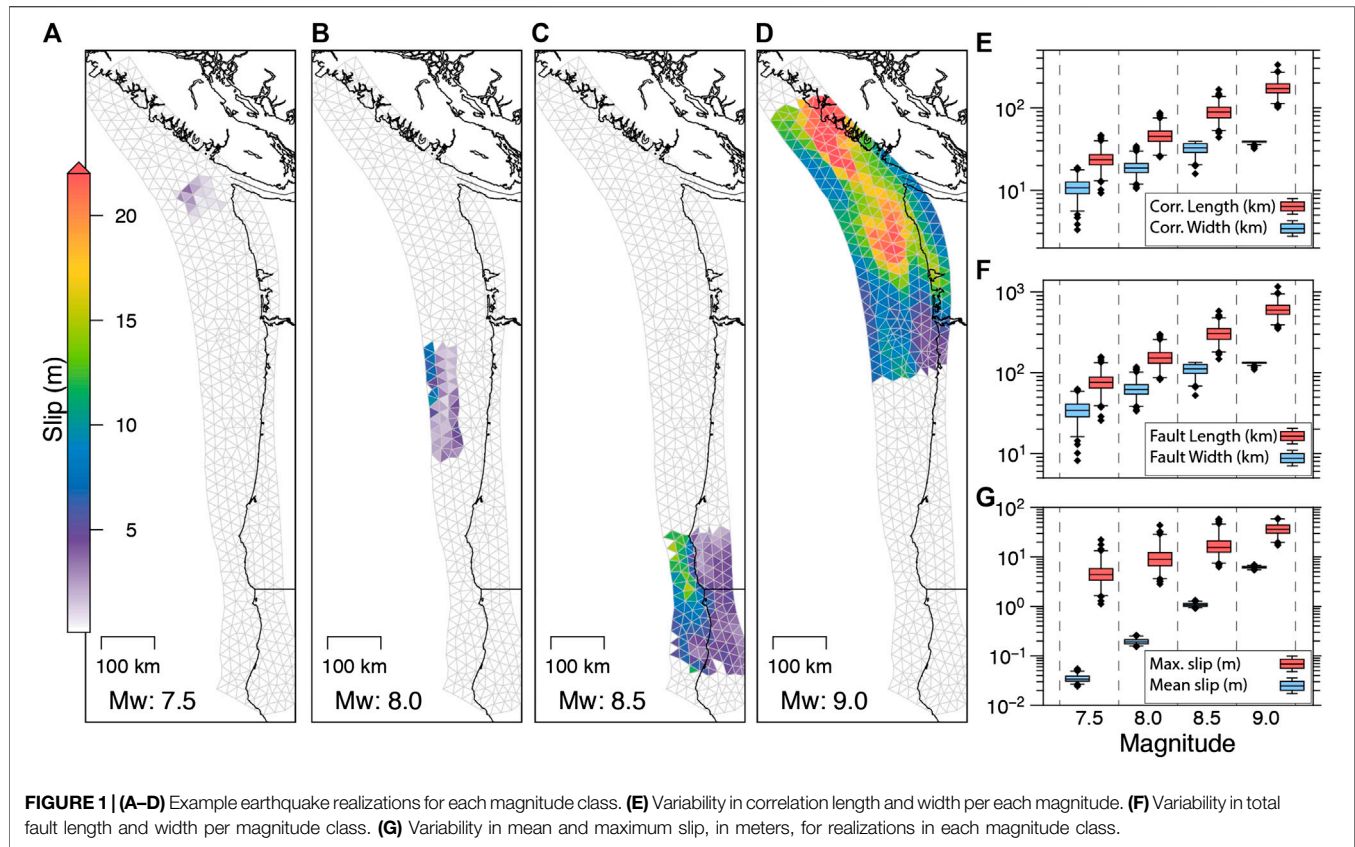 A
B
C
D
E
F
G
Slip (m)
20
15
10
5
100 km
Mw: 7.5
100 km
Mw: 8.0
100 km
Mw: 8.5
100 km
Mw: 9.0
10²
10¹
Corr. Length (km)
Corr. Width (km)
10³
10²
10¹
Fault Length (km)
Fault Width (km)
10²
10¹
10⁰
10⁻¹
10⁻²
Max. slip (m)
Mean slip (m)
7.5 8.0 8.5 9.0
Magnitude
FIGURE 1 | (A–D) Example earthquake realizations for each magnitude class. (E) Variability in correlation length and width per each magnitude. (F) Variability in total
fault length and width per magnitude class. (G) Variability in mean and maximum slip, in meters, for realizations in each magnitude class.